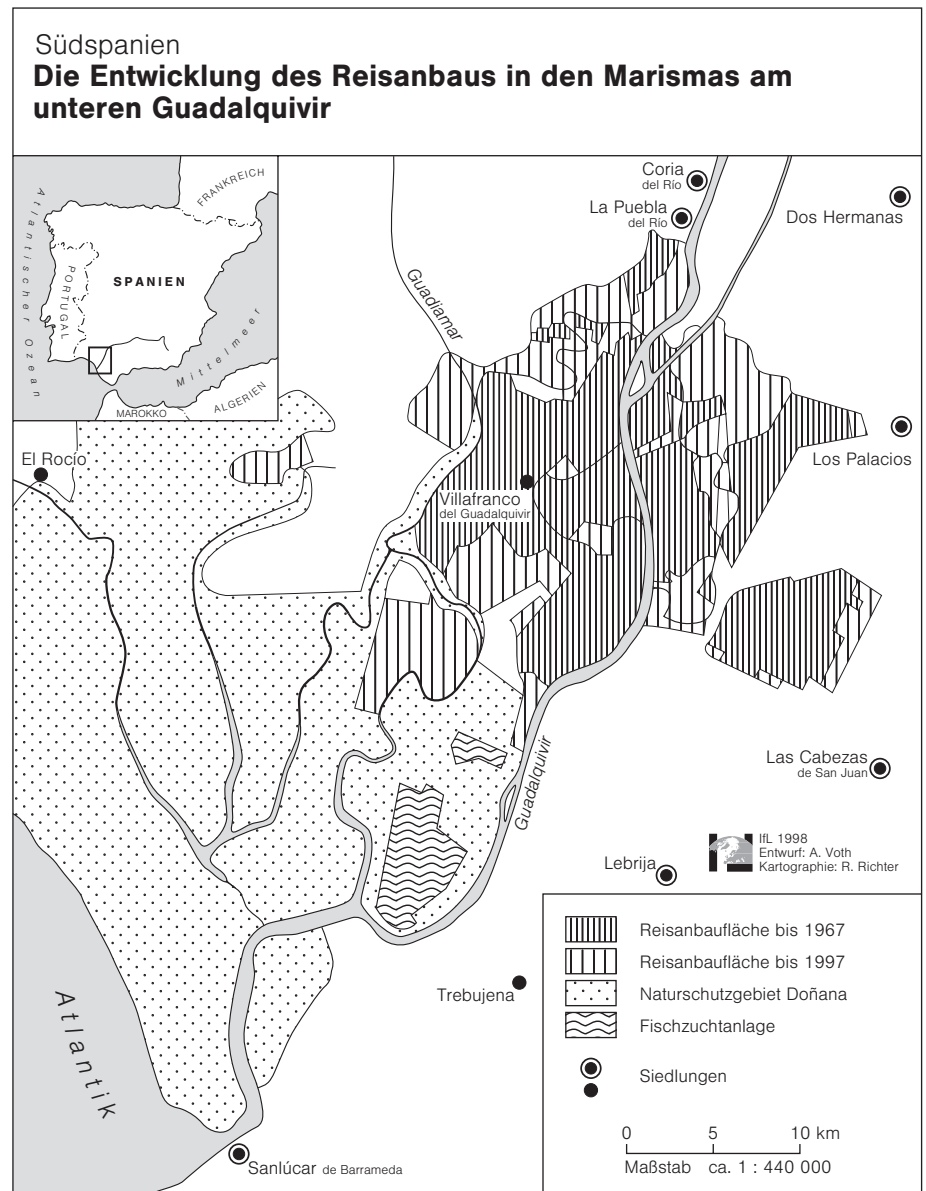 Südspanien
Die Entwicklung des Reisanbaus in den Marismas am
unteren Guadalquivir
Atlantischer Ozean
FRANKREICH
PORTUGAL
SPANIEN
Mittelmeer
MAROKKO
ALGERIEN
Coria
del Río
La Puebla
del Río
Dos Hermanas
Guadiamar
El Rocío
Los Palacios
Villafranco
del Guadalquivir
Guadalquivir
Las Cabezas
de San Juan
IfL 1998
Entwurf: A. Voth
Kartographie: R. Richter
Lebrija
Trebujena
Atlantik
Sanlúcar de Barrameda
Reisanbaufläche bis 1967
Reisanbaufläche bis 1997
Naturschutzgebiet Doñana
Fischzuchtanlage
Siedlungen
0 5 10 km
Maßstab ca. 1 : 440 000